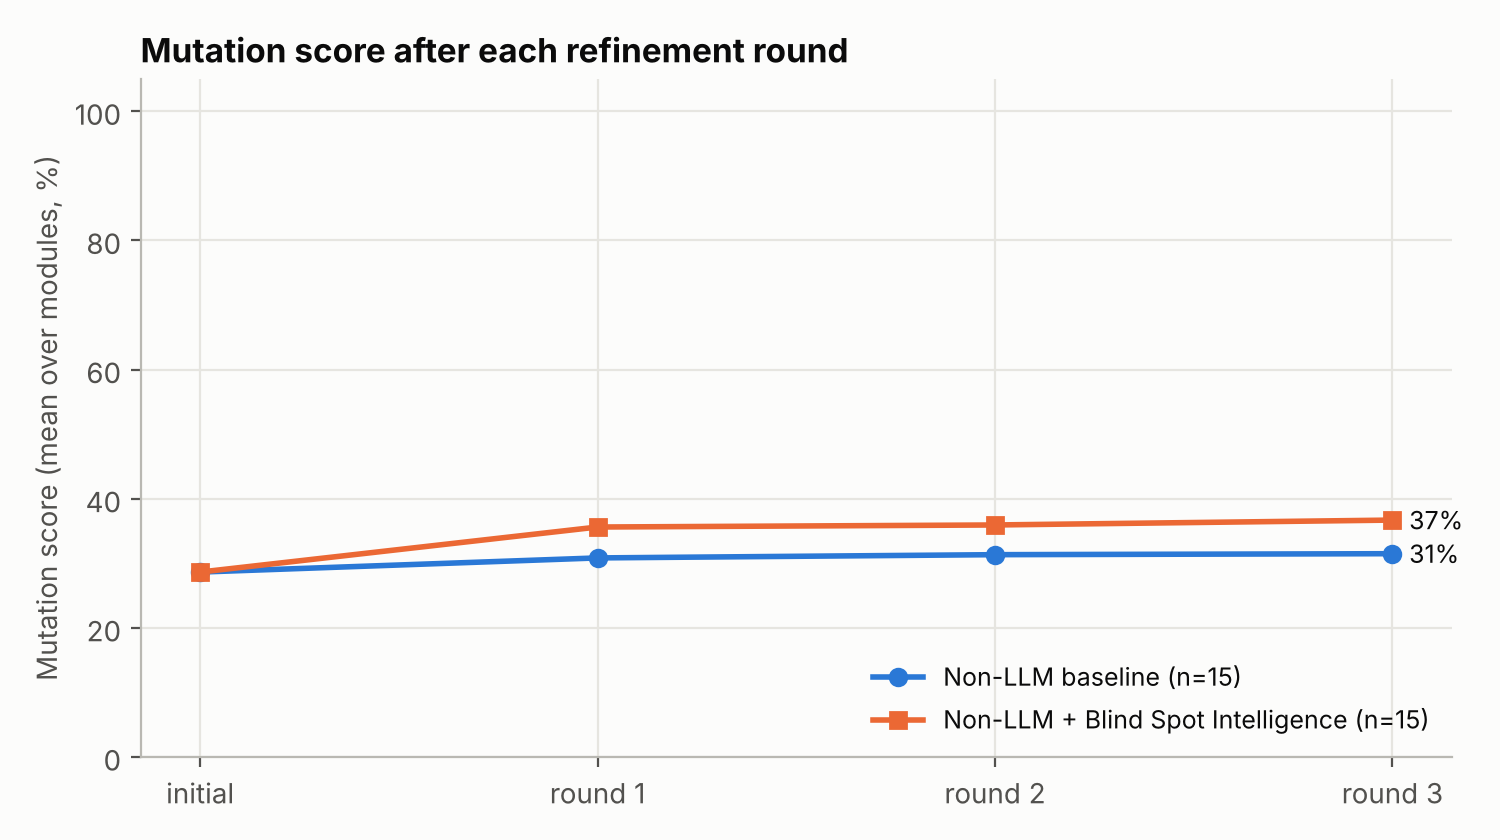 Mutation score after each refinement round
Mutation score (mean over modules, %)
100
80
60
40
20
0
37%
31%
Non-LLM baseline (n=15)
Non-LLM + Blind Spot Intelligence (n=15)
initial
round 1
round 2
round 3